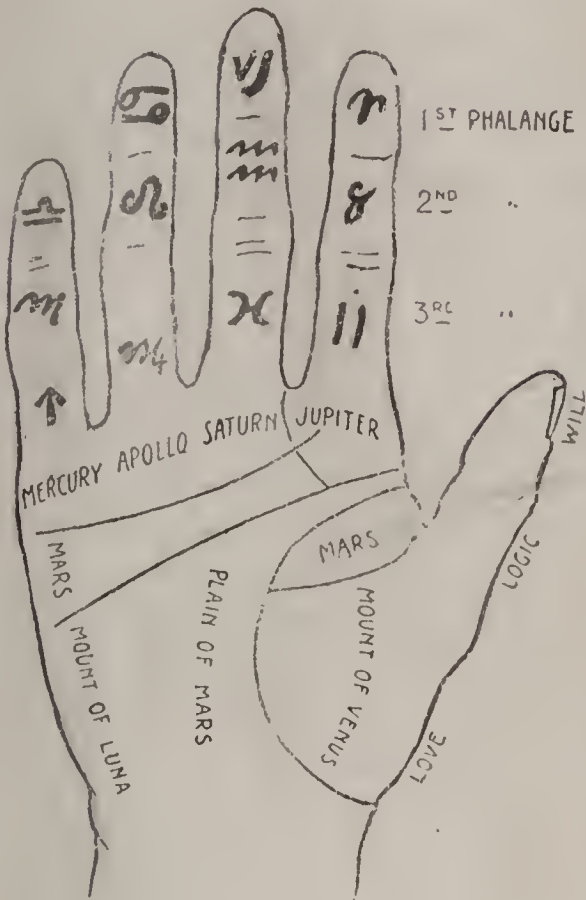 ♑
♋
♈
1ST PHALANGE
♒
♎
♌
♉
2ND "
♏
♓
♊
3RD "
♍
♐
MERCURY APOLLO SATURN JUPITER
WILL
MARS
MARS
LOGIC
PLAIN OF MARS
MOUNT OF VENUS
MOUNT OF LUNA
LOVE